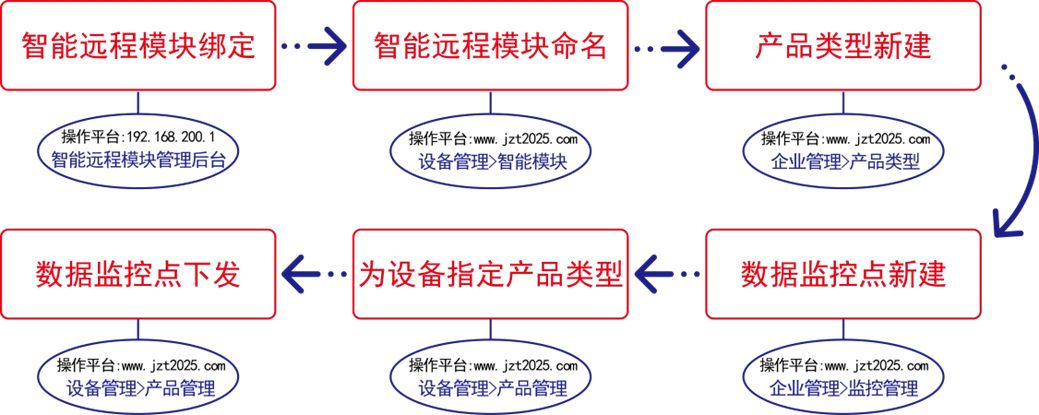 智能远程模块绑定
操作平台:192.168.200.1
智能远程模块管理后台
智能远程模块命名
操作平台:www.jzt2025.com
设备管理>智能模块
产品类型新建
操作平台:www.jzt2025.com
企业管理>产品类型
数据监控点新建
操作平台:www.jzt2025.com
企业管理>监控管理
为设备指定产品类型
操作平台:www.jzt2025.com
设备管理>产品管理
数据监控点下发
操作平台:www.jzt2025.com
设备管理>产品管理